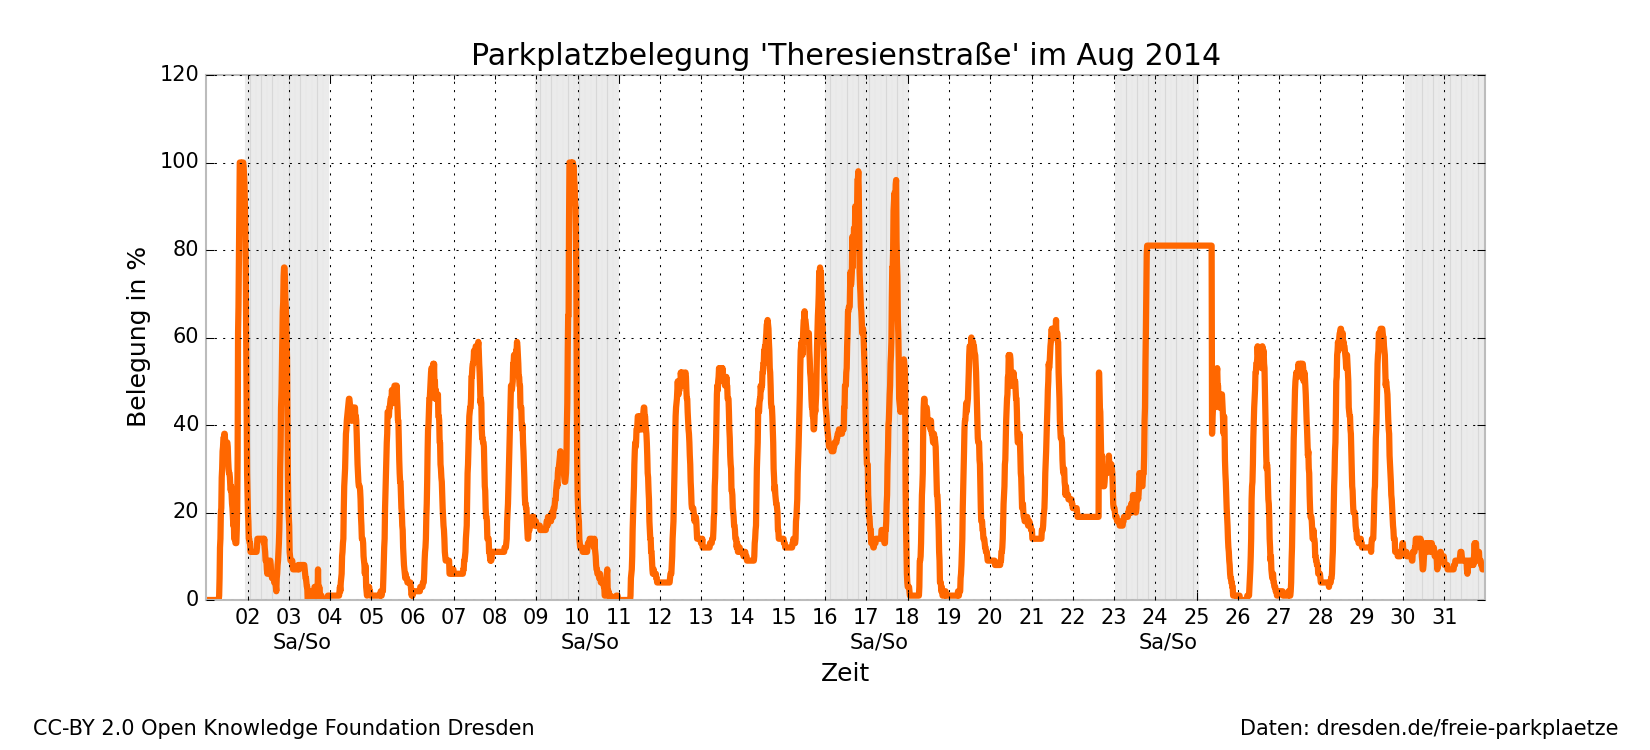 Parkplatzbelegung 'Theresienstraße' im Aug 2014
120
100
80
60
40
20
0
Belegung in %
02 03 04 05 06 07 08 09 10 11 12 13 14 15 16 17 18 19 20 21 22 23 24 25 26 27 28 29 30 31
Sa/So Sa/So Sa/So Sa/So
Zeit
CC-BY 2.0 Open Knowledge Foundation Dresden
Daten: dresden.de/freie-parkplaetze